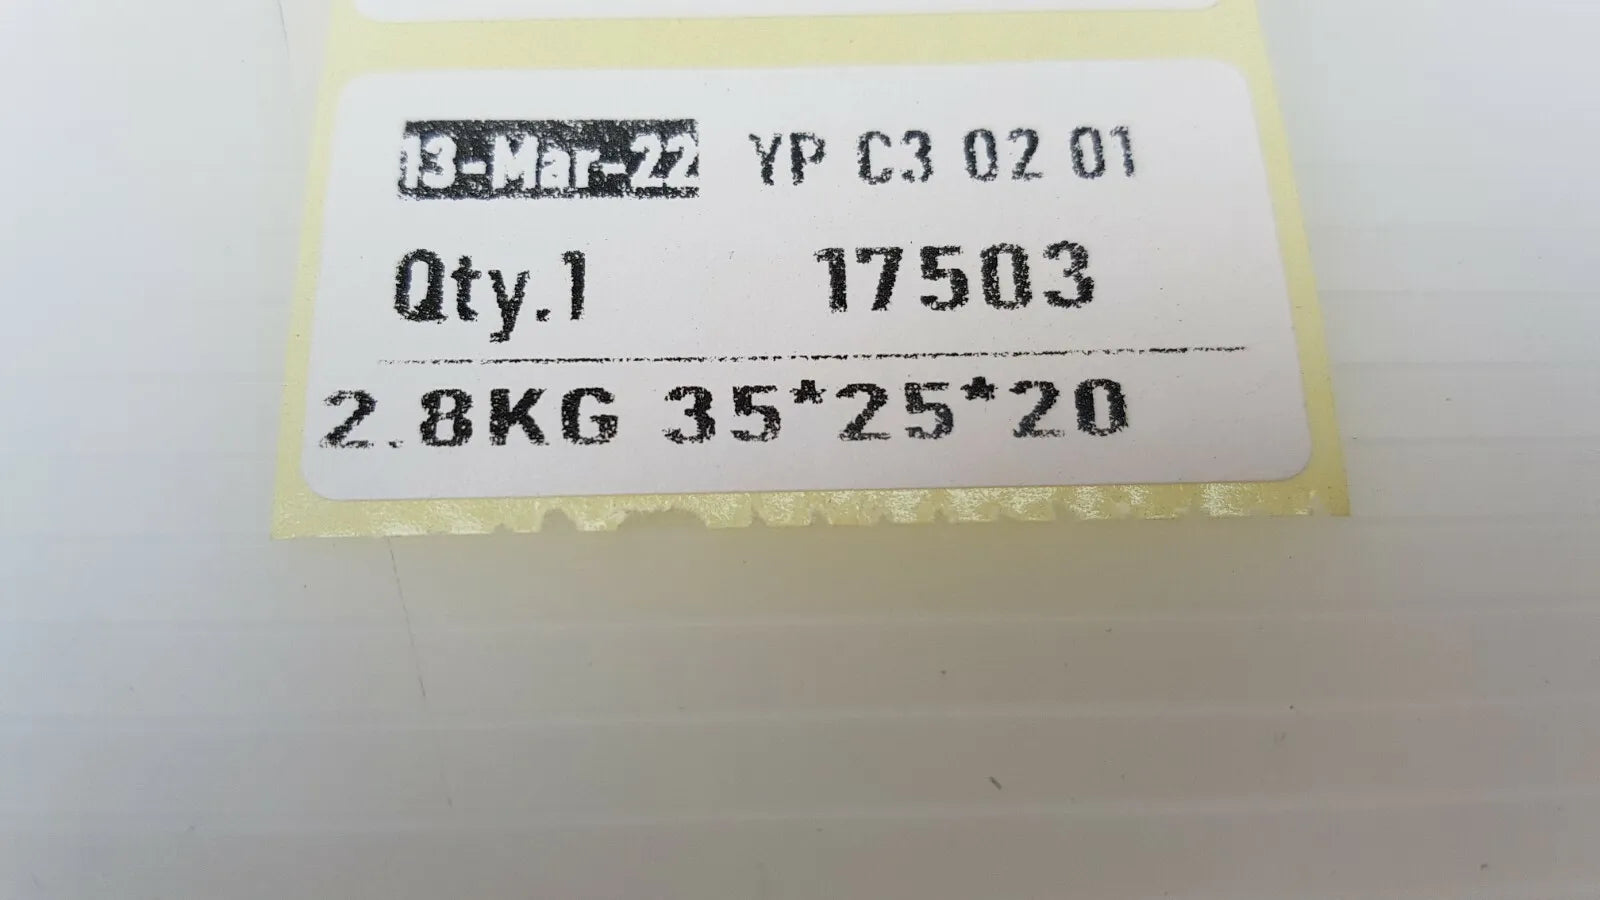 13-Mar-22 YP C3 02 01
Qty.1 17503
2.8KG 35*25*20